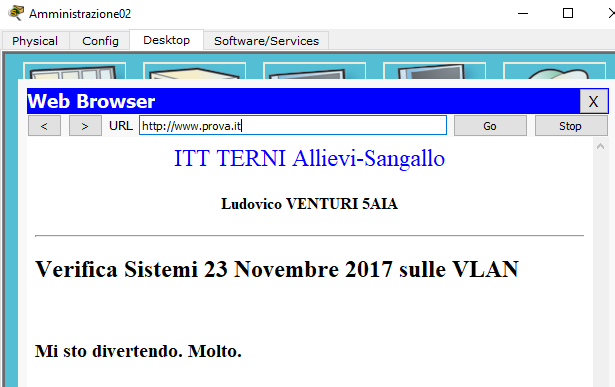 Amministrazione02
Physical Config Desktop Software/Services
Web Browser X
< > URL http://www.prova.it Go Stop
ITT TERNI Allievi-Sangallo
Ludovico VENTURI 5AIA
Verifica Sistemi 23 Novembre 2017 sulle VLAN
Mi sto divertendo. Molto.